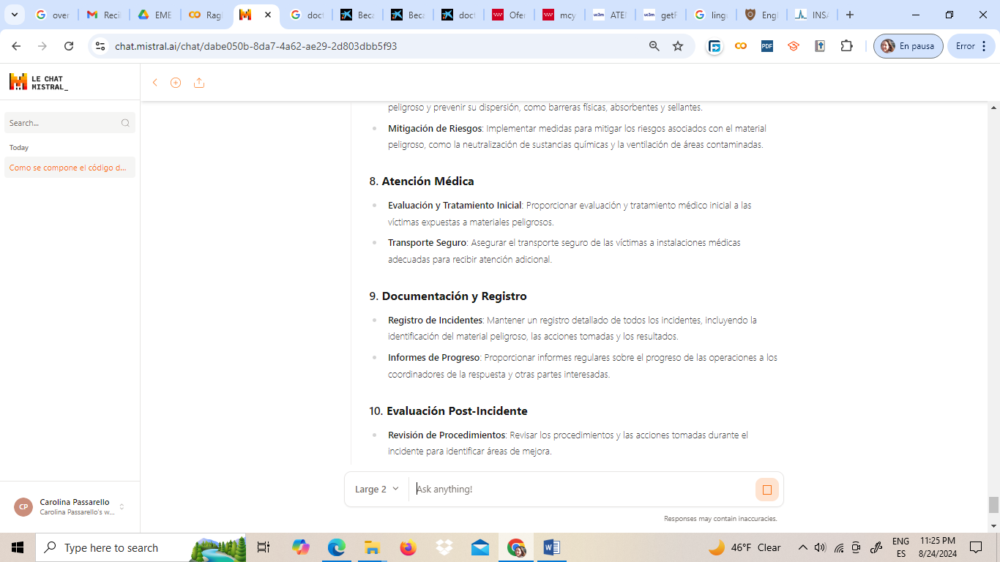 over
Reci
EME
Rag
doct
Beca
Beca
doct
Ofer
mcy
ATE
getF
ling
Engl
INSA
chat.mistral.ai/chat/dabe050b-8da7-4a62-ae29-2d803dbb5f93
PDF
En pausa
Error
LE CHAT
MISTRAL_
Search...
Today
Como se compone el código d...
peligroso y prevenir su dispersión, como barreras físicas, absorbentes y sellantes.
Mitigación de Riesgos: Implementar medidas para mitigar los riesgos asociados con el material
peligroso, como la neutralización de sustancias químicas y la ventilación de áreas contaminadas.
8. Atención Médica
Evaluación y Tratamiento Inicial: Proporcionar evaluación y tratamiento médico inicial a las
víctimas expuestas a materiales peligrosos.
Transporte Seguro: Asegurar el transporte seguro de las víctimas a instalaciones médicas
adecuadas para recibir atención adicional.
9. Documentación y Registro
Registro de Incidentes: Mantener un registro detallado de todos los incidentes, incluyendo la
identificación del material peligroso, las acciones tomadas y los resultados.
Informes de Progreso: Proporcionar informes regulares sobre el progreso de las operaciones a los
coordinadores de la respuesta y otras partes interesadas.
10. Evaluación Post-Incidente
Revisión de Procedimientos: Revisar los procedimientos y las acciones tomadas durante el
incidente para identificar áreas de mejora.
Large 2
Ask anything!
Responses may contain inaccuracies.
CP
Carolina Passarello
Carolina Passarello's w...
Type here to search
46°F Clear
ENG
ES
11:25 PM
8/24/2024